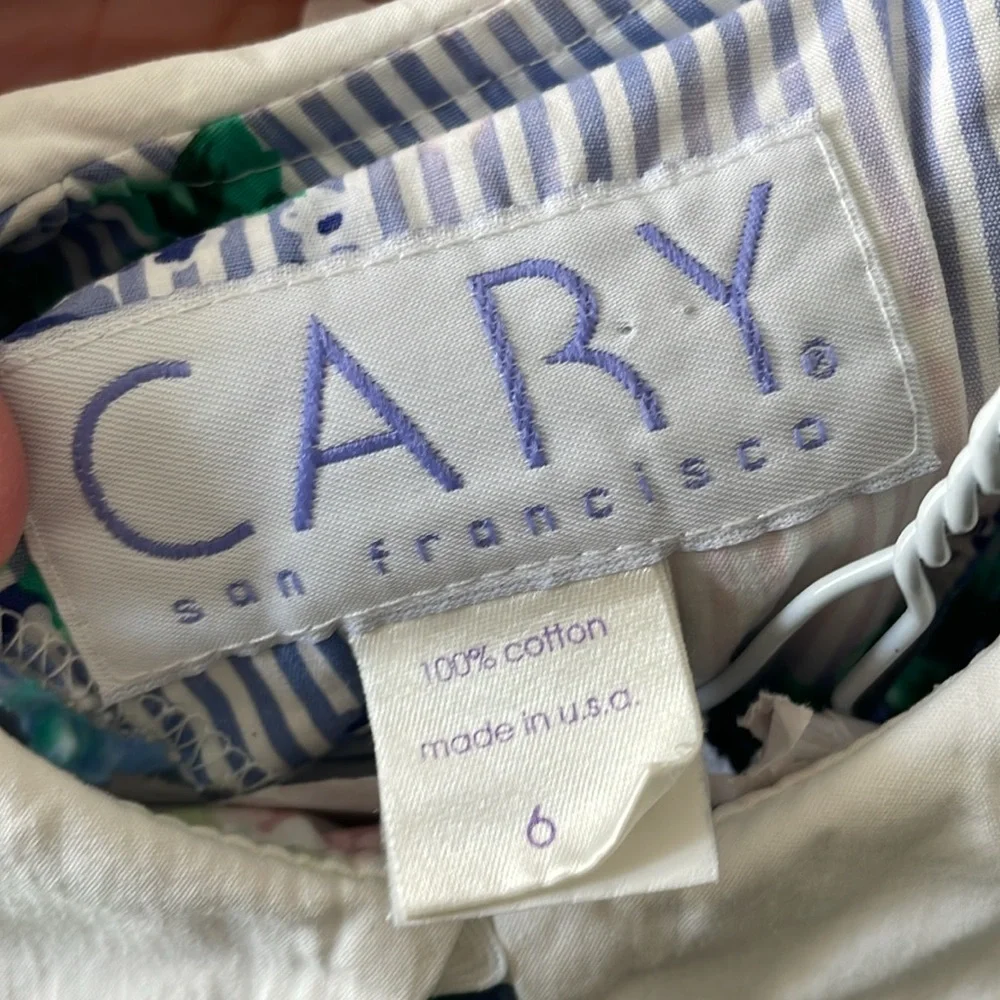 CARY®
san francisco
100% cotton
made in u.s.a.
6